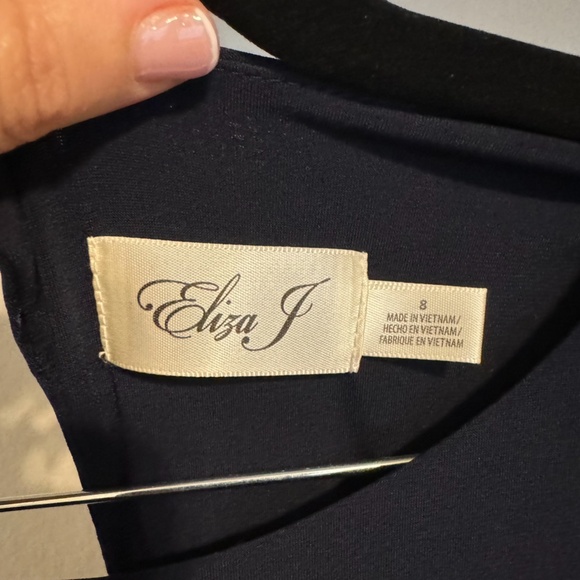 Eliza J
8
MADE IN VIETNAM/
HECHO EN VIETNAM/
FABRIQUE EN VIETNAM